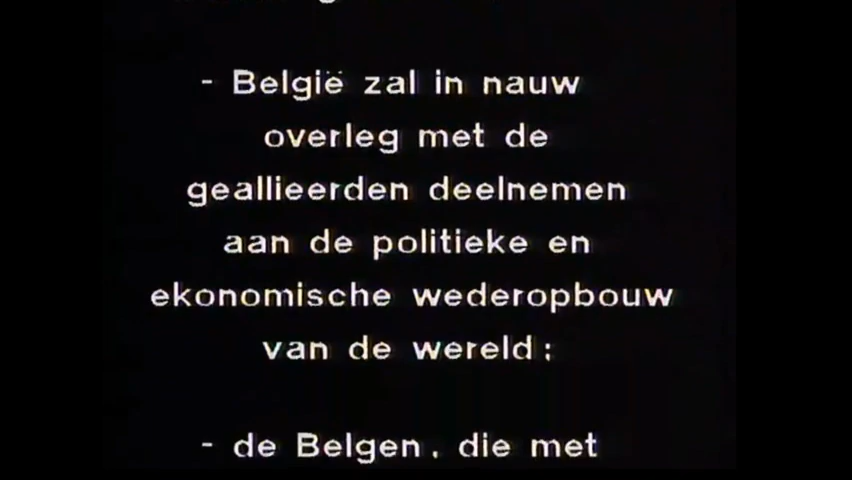 - België zal in nauw
overleg met de
geallieerden deelnemen
aan de politieke en
ekonomische wederopbouw
van de wereld;
- de Belgen, die met